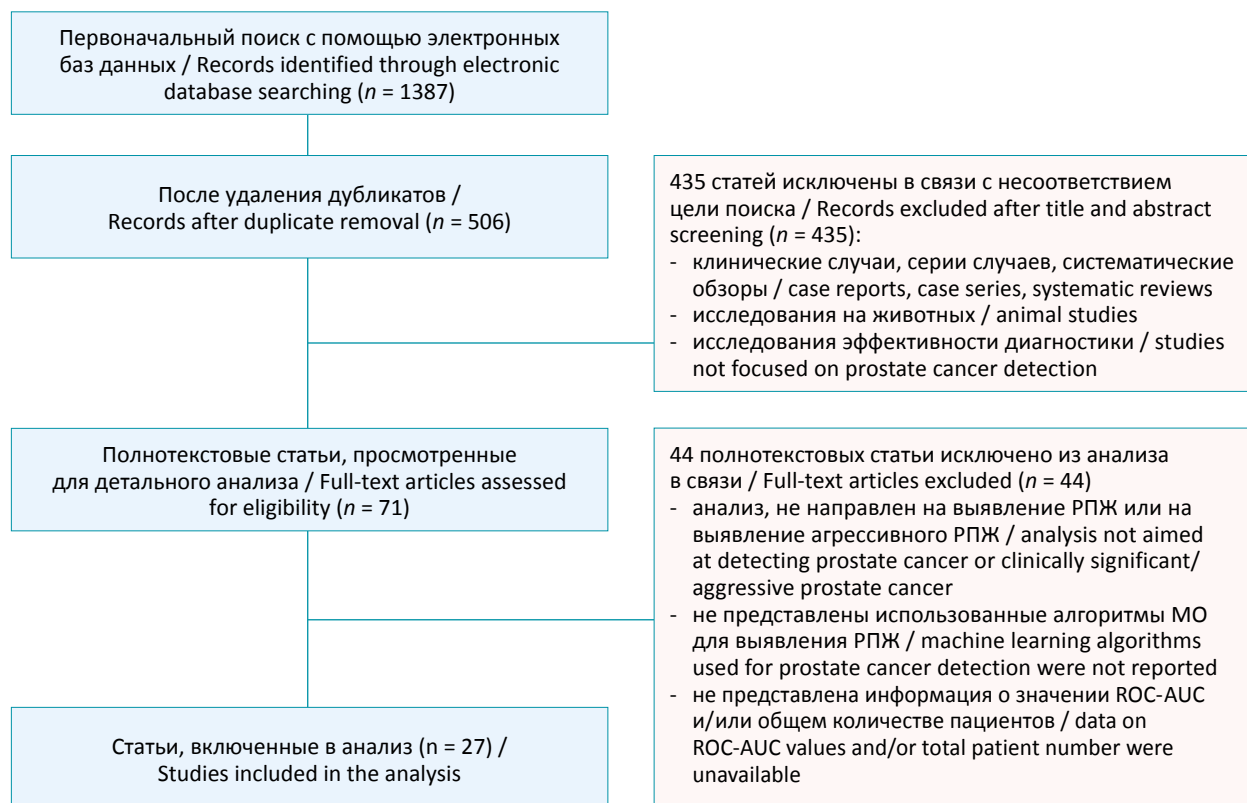 Первоначальный поиск с помощью электронных
баз данных / Records identified through electronic
database searching (n = 1387)
После удаления дубликатов /
Records after duplicate removal (n = 506)
435 статей исключены в связи с несоответствием
цели поиска / Records excluded after title and abstract
screening (n = 435):
- клинические случаи, серии случаев, систематические
обзоры / case reports, case series, systematic reviews
- исследования на животных / animal studies
- исследования эффективности диагностики / studies
not focused on prostate cancer detection
Полнотекстовые статьи, просмотренные
для детального анализа / Full-text articles assessed
for eligibility (n = 71)
44 полнотекстовых статьи исключено из анализа
в связи / Full-text articles excluded (n = 44)
- анализ, не направлен на выявление РПЖ или на
выявление агрессивного РПЖ / analysis not aimed
at detecting prostate cancer or clinically significant/
aggressive prostate cancer
- не представлены использованные алгоритмы МО
для выявления РПЖ / machine learning algorithms
used for prostate cancer detection were not reported
- не представлена информация о значении ROC-AUC
и/или общем количестве пациентов / data on
ROC-AUC values and/or total patient number were
unavailable
Статьи, включенные в анализ (n = 27) /
Studies included in the analysis